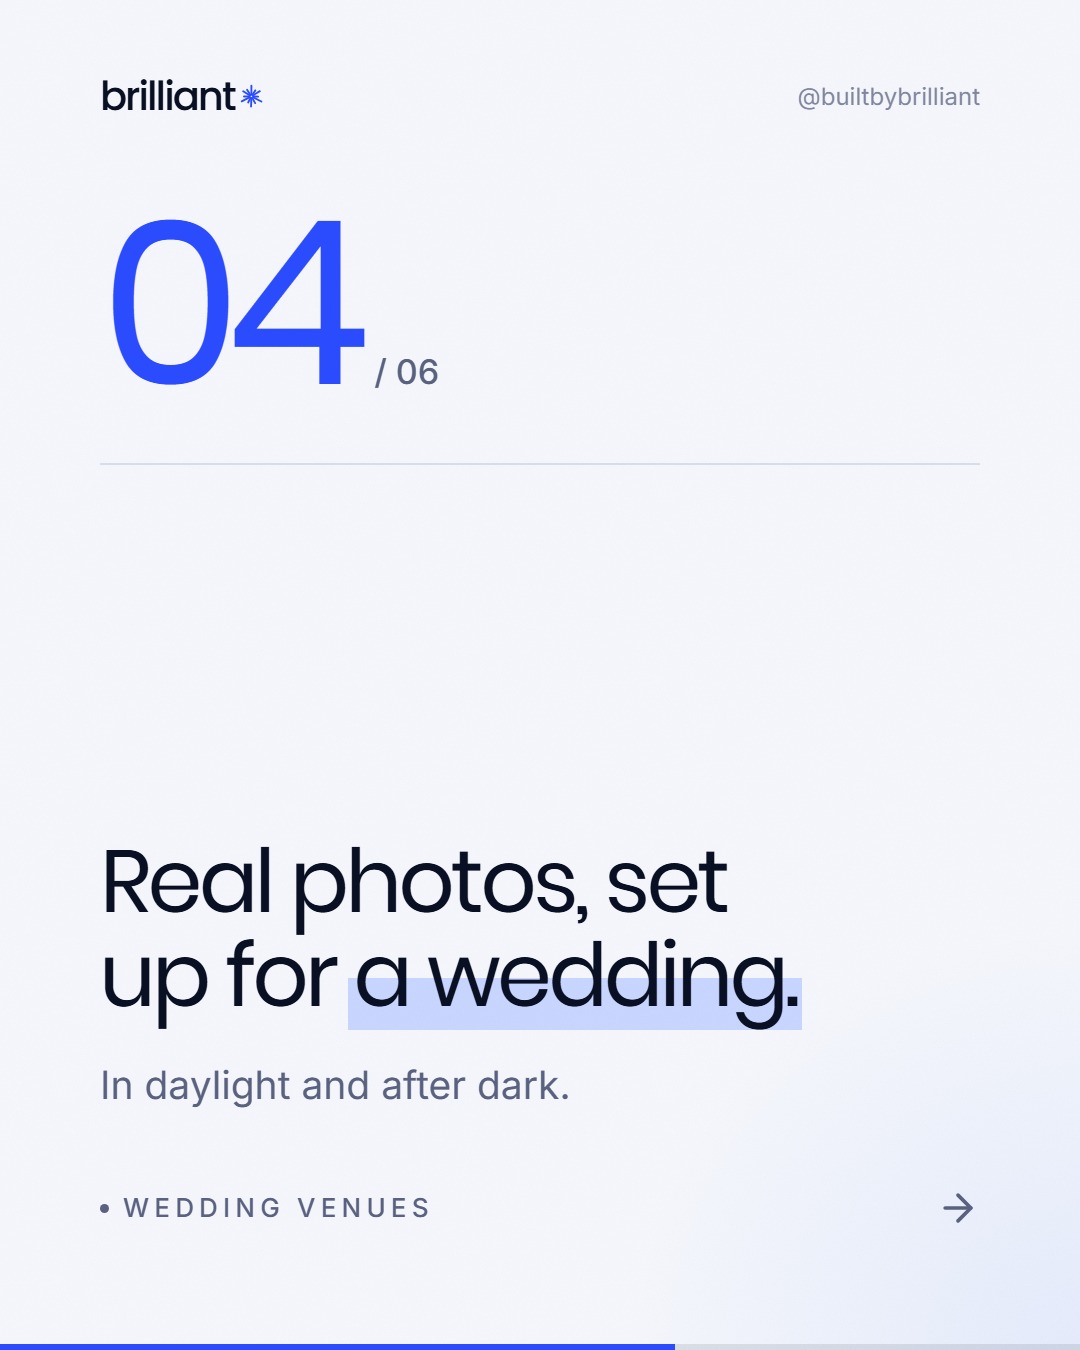 brilliant
@builtbybrilliant
04 / 06
Real photos, set
up for a wedding.
In daylight and after dark.
• WEDDING VENUES